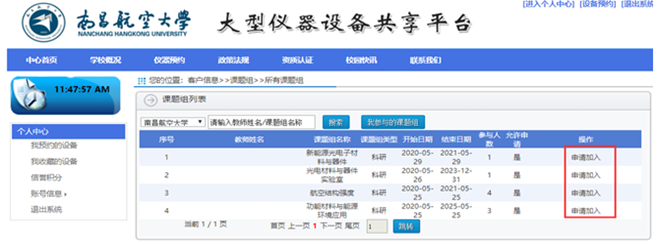 [进入个人中心] [设备预约] [退出系统
南昌航空大学 大型仪器设备共享平台
NANCHANG HANGKONG UNIVERSITY
中心首页 学校概况 仪器预约 政策法规 资质认证 校园快讯 联系我们
11:47:57 AM
您的位置：客户信息>>课题组>>所有课题组
课题组列表
南昌航空大学 请输入教师姓名/课题组名称 搜索 我参与的课题组
序号 教师姓名 课题组名称 课题组类型 开始日期 结束日期 参与人数 允许申请 操作
1 新能源光电子材料与器件 科研 2020-05-29 2021-05-29 1 是 申请加入
2 光电材料与器件实验室 科研 2020-06-29 2023-12-31 1 是 申请加入
3 航空结构强度 科研 2020-05-25 2021-05-25 4 是 申请加入
4 功能材料与能源环境应用 科研 2020-05-25 2025-05-25 3 是 申请加入
当前 1 / 1 页 首页 上一页 1 下一页 尾页 1 跳转
个人中心
我预约的设备
我收藏的设备
信誉积分
账号信息
退出系统